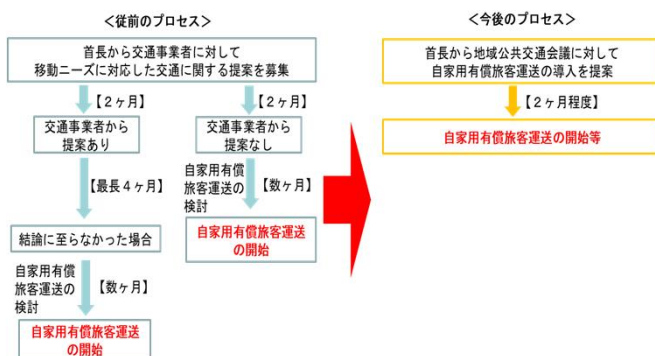 ＜従前のプロセス＞
首長から交通事業者に対して
移動ニーズに対応した交通に関する提案を募集
【２ヶ月】
【２ヶ月】
交通事業者から
提案あり
交通事業者から
提案なし
【最長４ヶ月】
自家用有償
旅客運送の
検討
【数ヶ月】
結論に至らなかった場合
自家用有償旅客運送
の開始
自家用有償
旅客運送の
検討
【数ヶ月】
自家用有償旅客運送
の開始
＜今後のプロセス＞
首長から地域公共交通会議に対して
自家用有償旅客運送の導入を提案
【２ヶ月程度】
自家用有償旅客運送の開始等